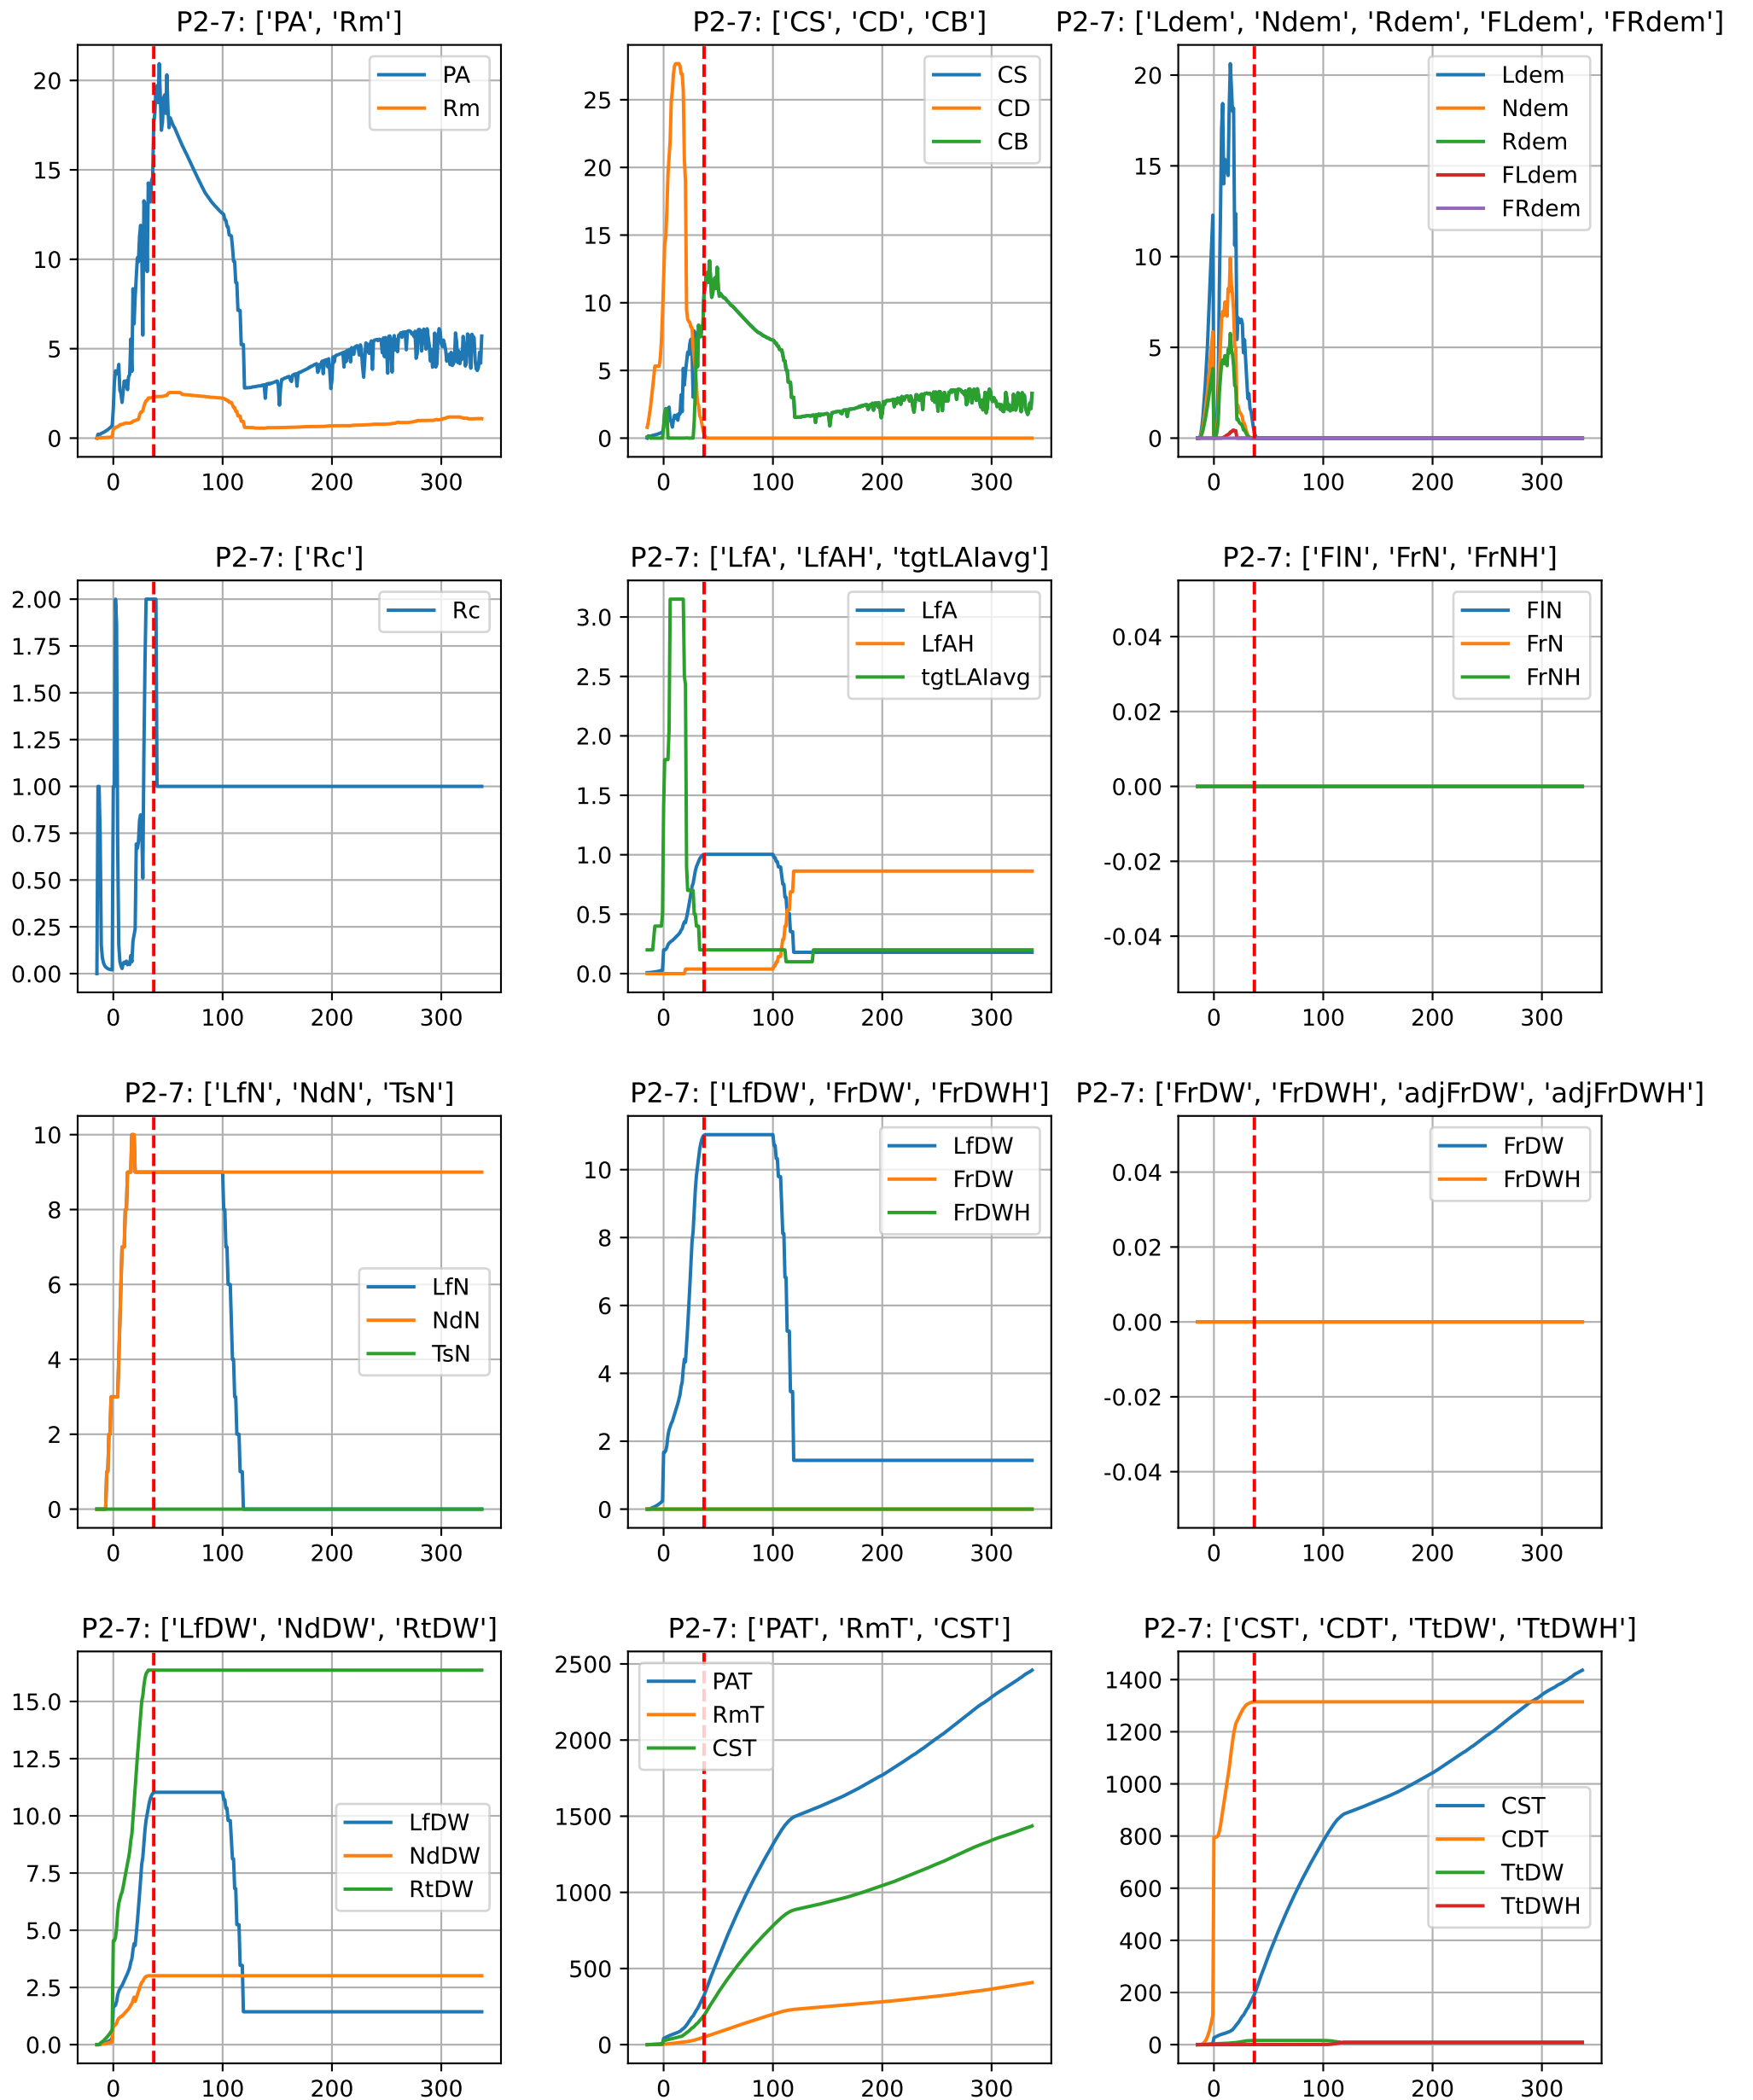 P2-7: ['PA', 'Rm']
P2-7: ['CS', 'CD', 'CB']
P2-7: ['Ldem', 'Ndem', 'Rdem', 'FLdem', 'FRdem']
20
15
10
5
0
0 100 200 300
PA
Rm
25
20
15
10
5
0
0 100 200 300
CS
CD
CB
20
15
10
5
0
0 100 200 300
Ldem
Ndem
Rdem
FLdem
FRdem
P2-7: ['Rc']
P2-7: ['LfA', 'LfAH', 'tgtLAIavg']
P2-7: ['FlN', 'FrN', 'FrNH']
2.00
1.75
1.50
1.25
1.00
0.75
0.50
0.25
0.00
0 100 200 300
Rc
3.0
2.5
2.0
1.5
1.0
0.5
0.0
0 100 200 300
LfA
LfAH
tgtLAIavg
0.04
0.02
0.00
-0.02
-0.04
0 100 200 300
FlN
FrN
FrNH
P2-7: ['LfN', 'NdN', 'TsN']
P2-7: ['LfDW', 'FrDW', 'FrDWH']
P2-7: ['FrDW', 'FrDWH', 'adjFrDW', 'adjFrDWH']
10
8
6
4
2
0
0 100 200 300
LfN
NdN
TsN
10
8
6
4
2
0
0 100 200 300
LfDW
FrDW
FrDWH
0.04
0.02
0.00
-0.02
-0.04
0 100 200 300
FrDW
FrDWH
P2-7: ['LfDW', 'NdDW', 'RtDW']
P2-7: ['PAT', 'RmT', 'CST']
P2-7: ['CST', 'CDT', 'TtDW', 'TtDWH']
15.0
12.5
10.0
7.5
5.0
2.5
0.0
0 100 200 300
LfDW
NdDW
RtDW
2500
2000
1500
1000
500
0
0 100 200 300
PAT
RmT
CST
1400
1200
1000
800
600
400
200
0
0 100 200 300
CST
CDT
TtDW
TtDWH